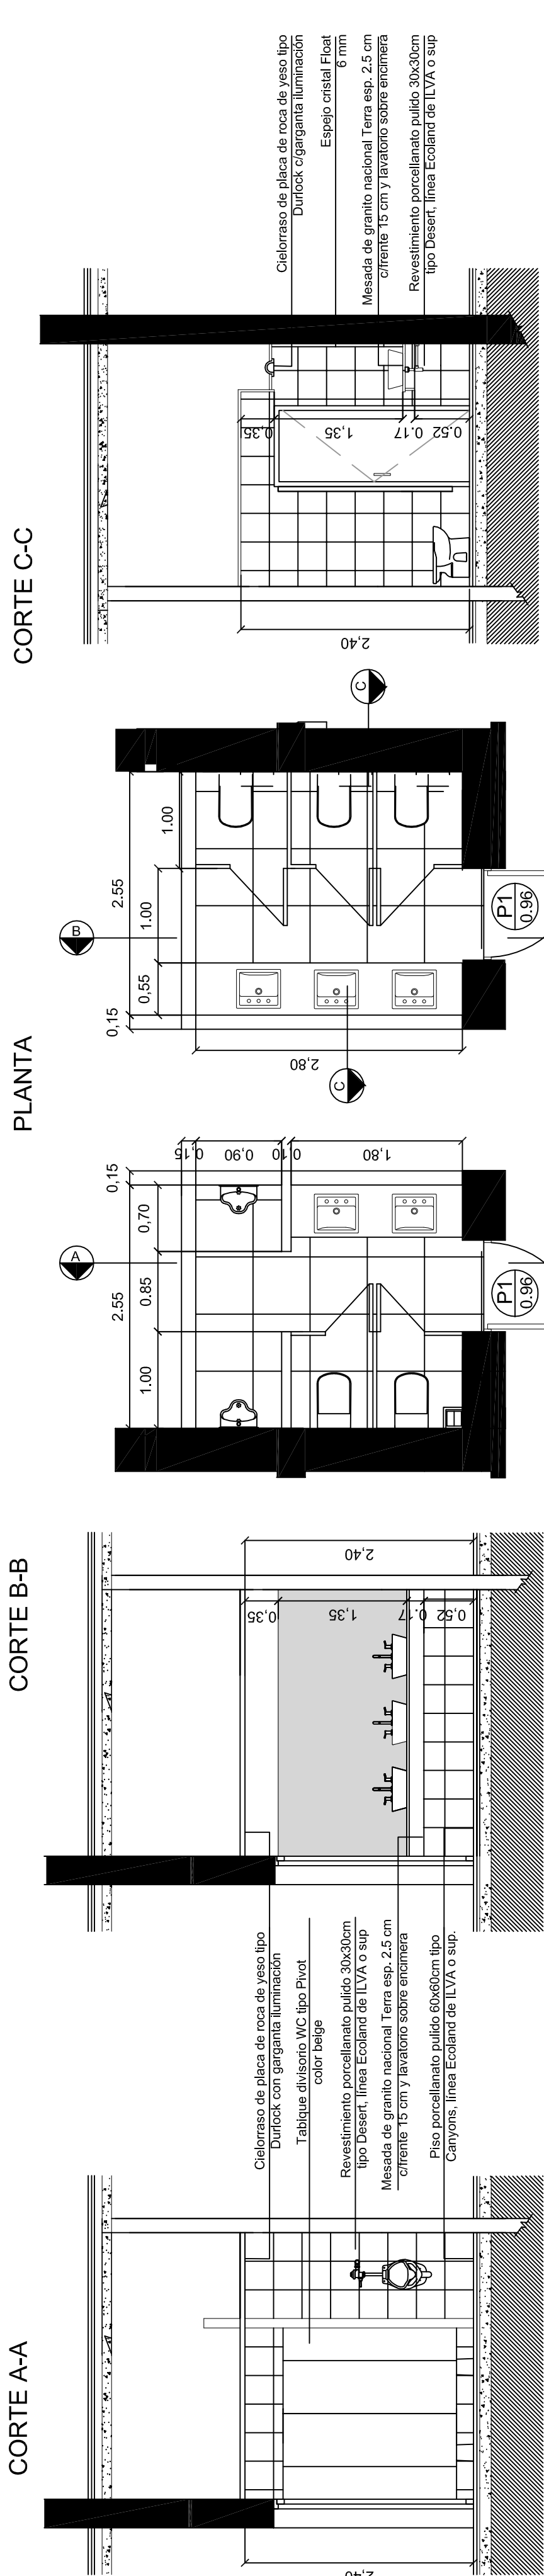 CORTE A-A
2,40
Cielorraso de placa de roca de yeso tipo
Durlock con garganta iluminación
Tabique divisorio WC tipo Pivot
color beige
Revestimiento porcellanato pulido 30x30cm
tipo Desert, línea Ecoland de ILVA o sup
Mesada de granito nacional Terra esp. 2.5 cm
c/frente 15 cm y lavatorio sobre encimera
Piso porcellanato pulido 60x60cm tipo
Canyons, línea Ecoland de ILVA o sup.
CORTE B-B
0,35
1,35
0.17
0,52
2,40
PLANTA
A
2.55
0,15
1.00
0.85
0,70
0,15
0,90
0,10
1,80
P1
0.96
B
0,15
2.55
0,55
1.00
1.00
2,80
C
C
P1
0.96
CORTE C-C
2,40
0,35
1,35
0.17
0.52
Cielorraso de placa de roca de yeso tipo
Durlock c/garganta iluminación
Espejo cristal Float
6 mm
Mesada de granito nacional Terra esp. 2.5 cm
c/frente 15 cm y lavatorio sobre encimera
Revestimiento porcellanato pulido 30x30cm
tipo Desert, línea Ecoland de ILVA o sup